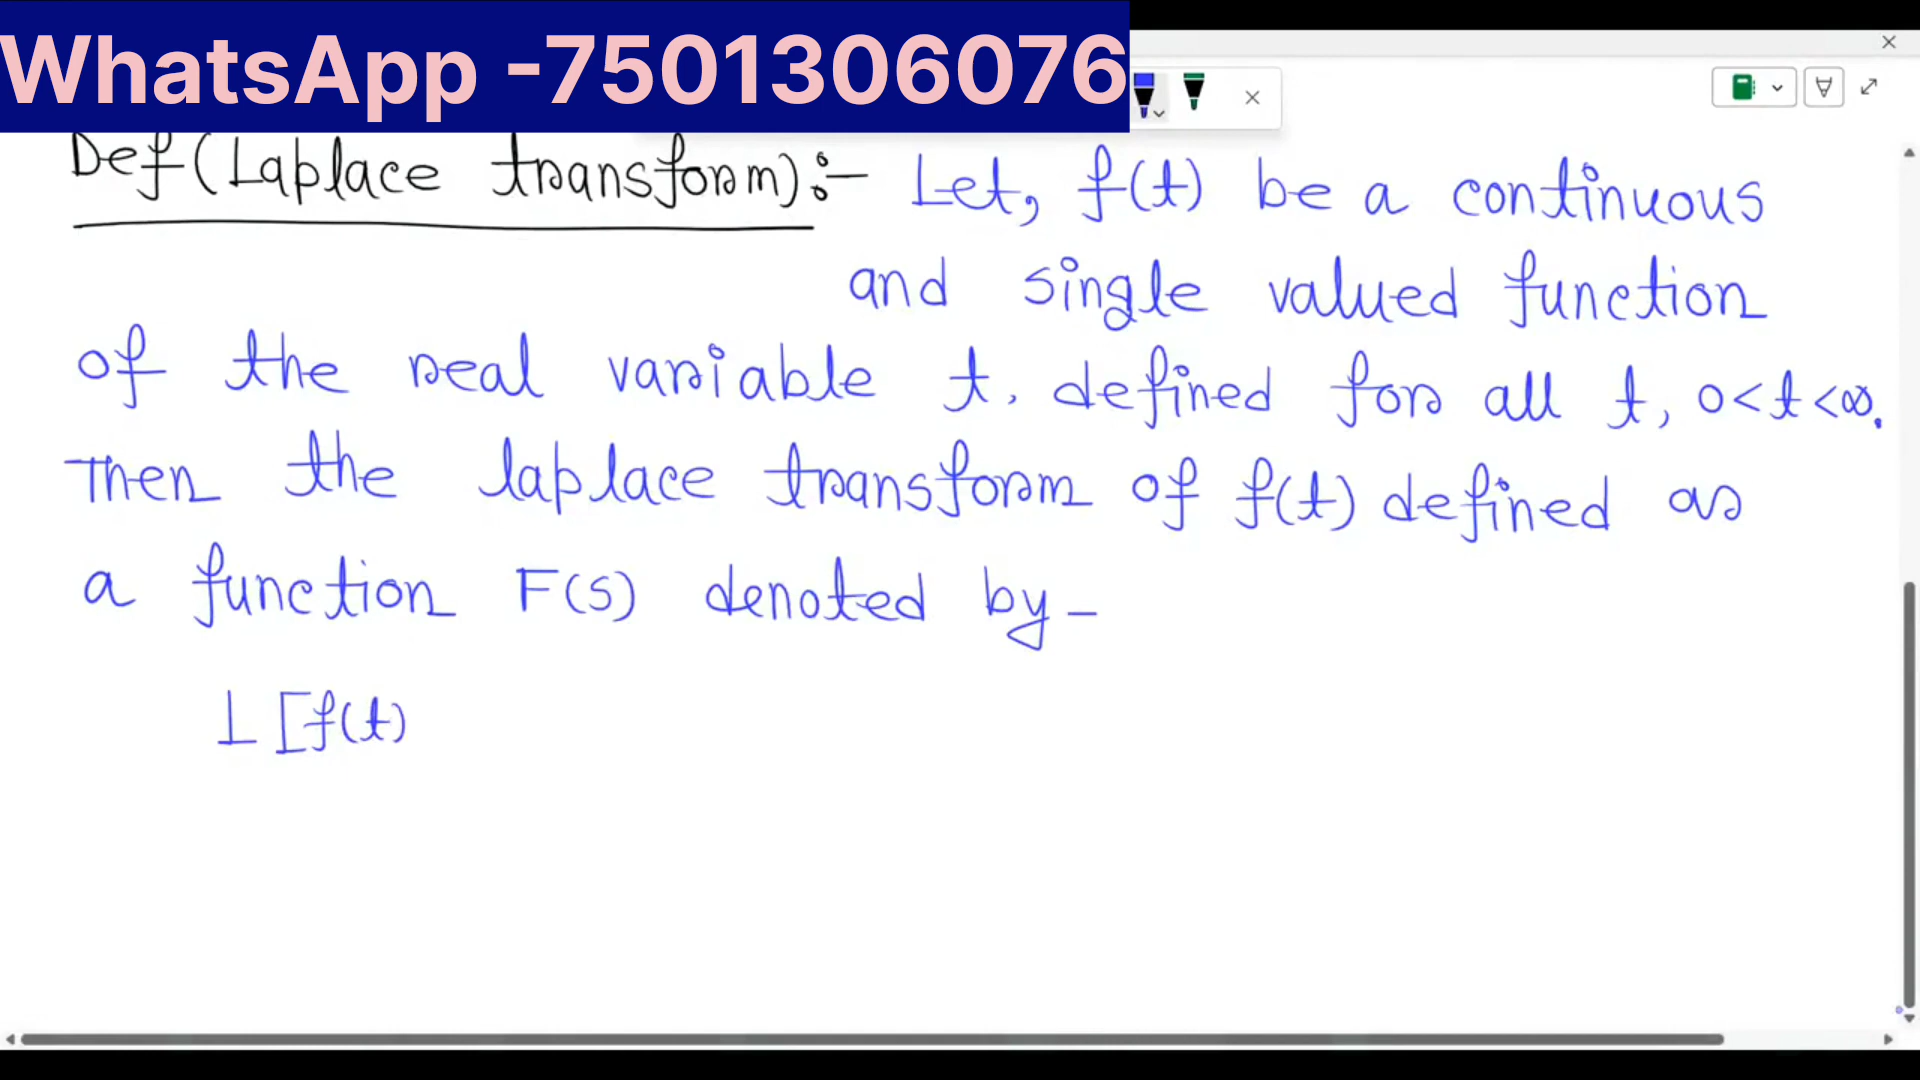 WhatsApp -7501306076
Def(Laplace transform):- Let, f(t) be a continuous
and single valued function
of the real variable t. defined for all t, 0<t<∞.
Then the laplace transform of f(t) defined as
a function F(s) denoted by-
L[f(t)